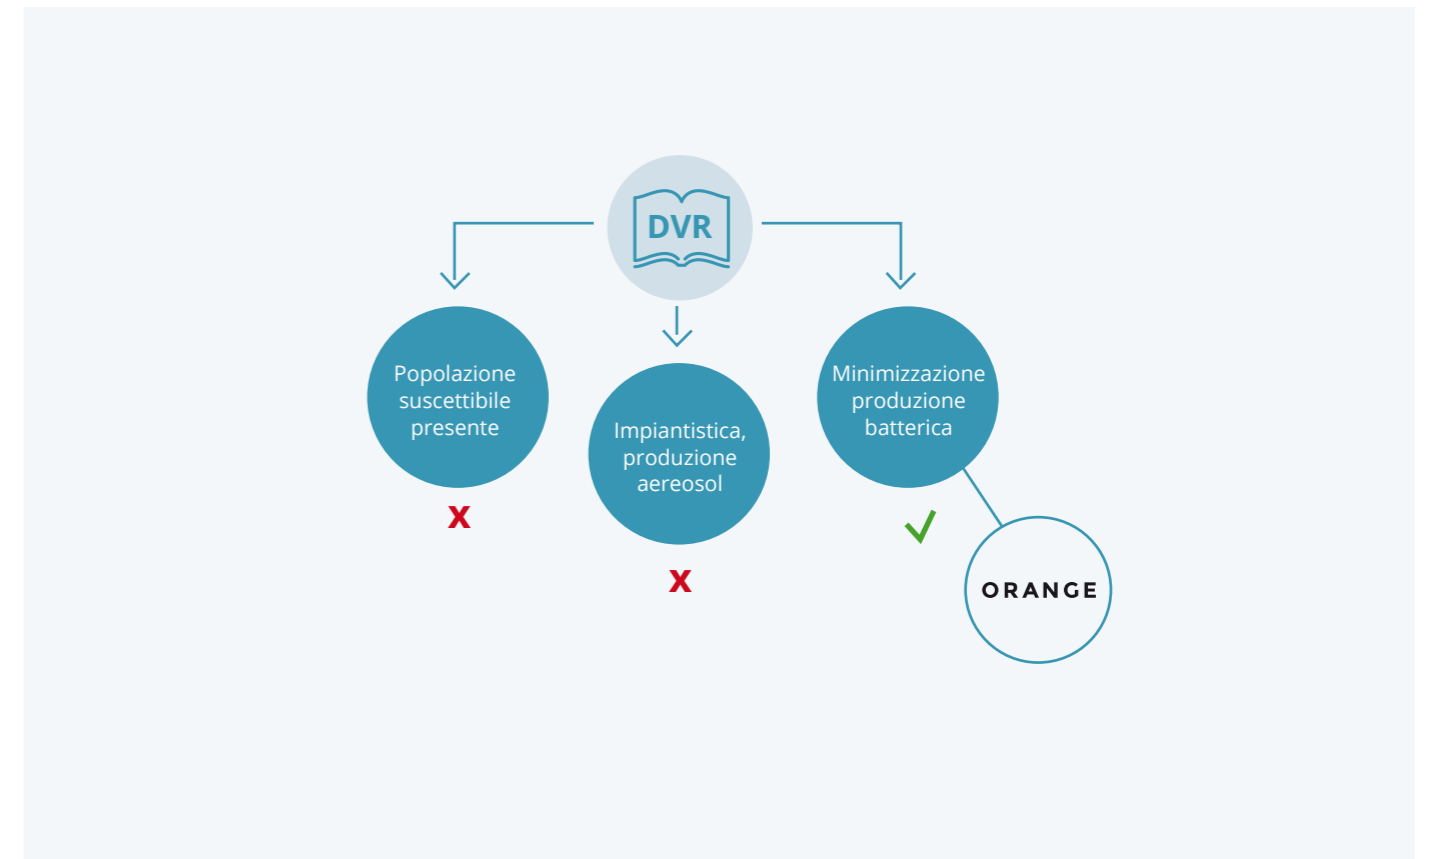 DVR
Popolazione
suscettibile
presente
X
Impiantistica,
produzione
aereosol
X
Minimizzazione
produzione
batterica
ORANGE